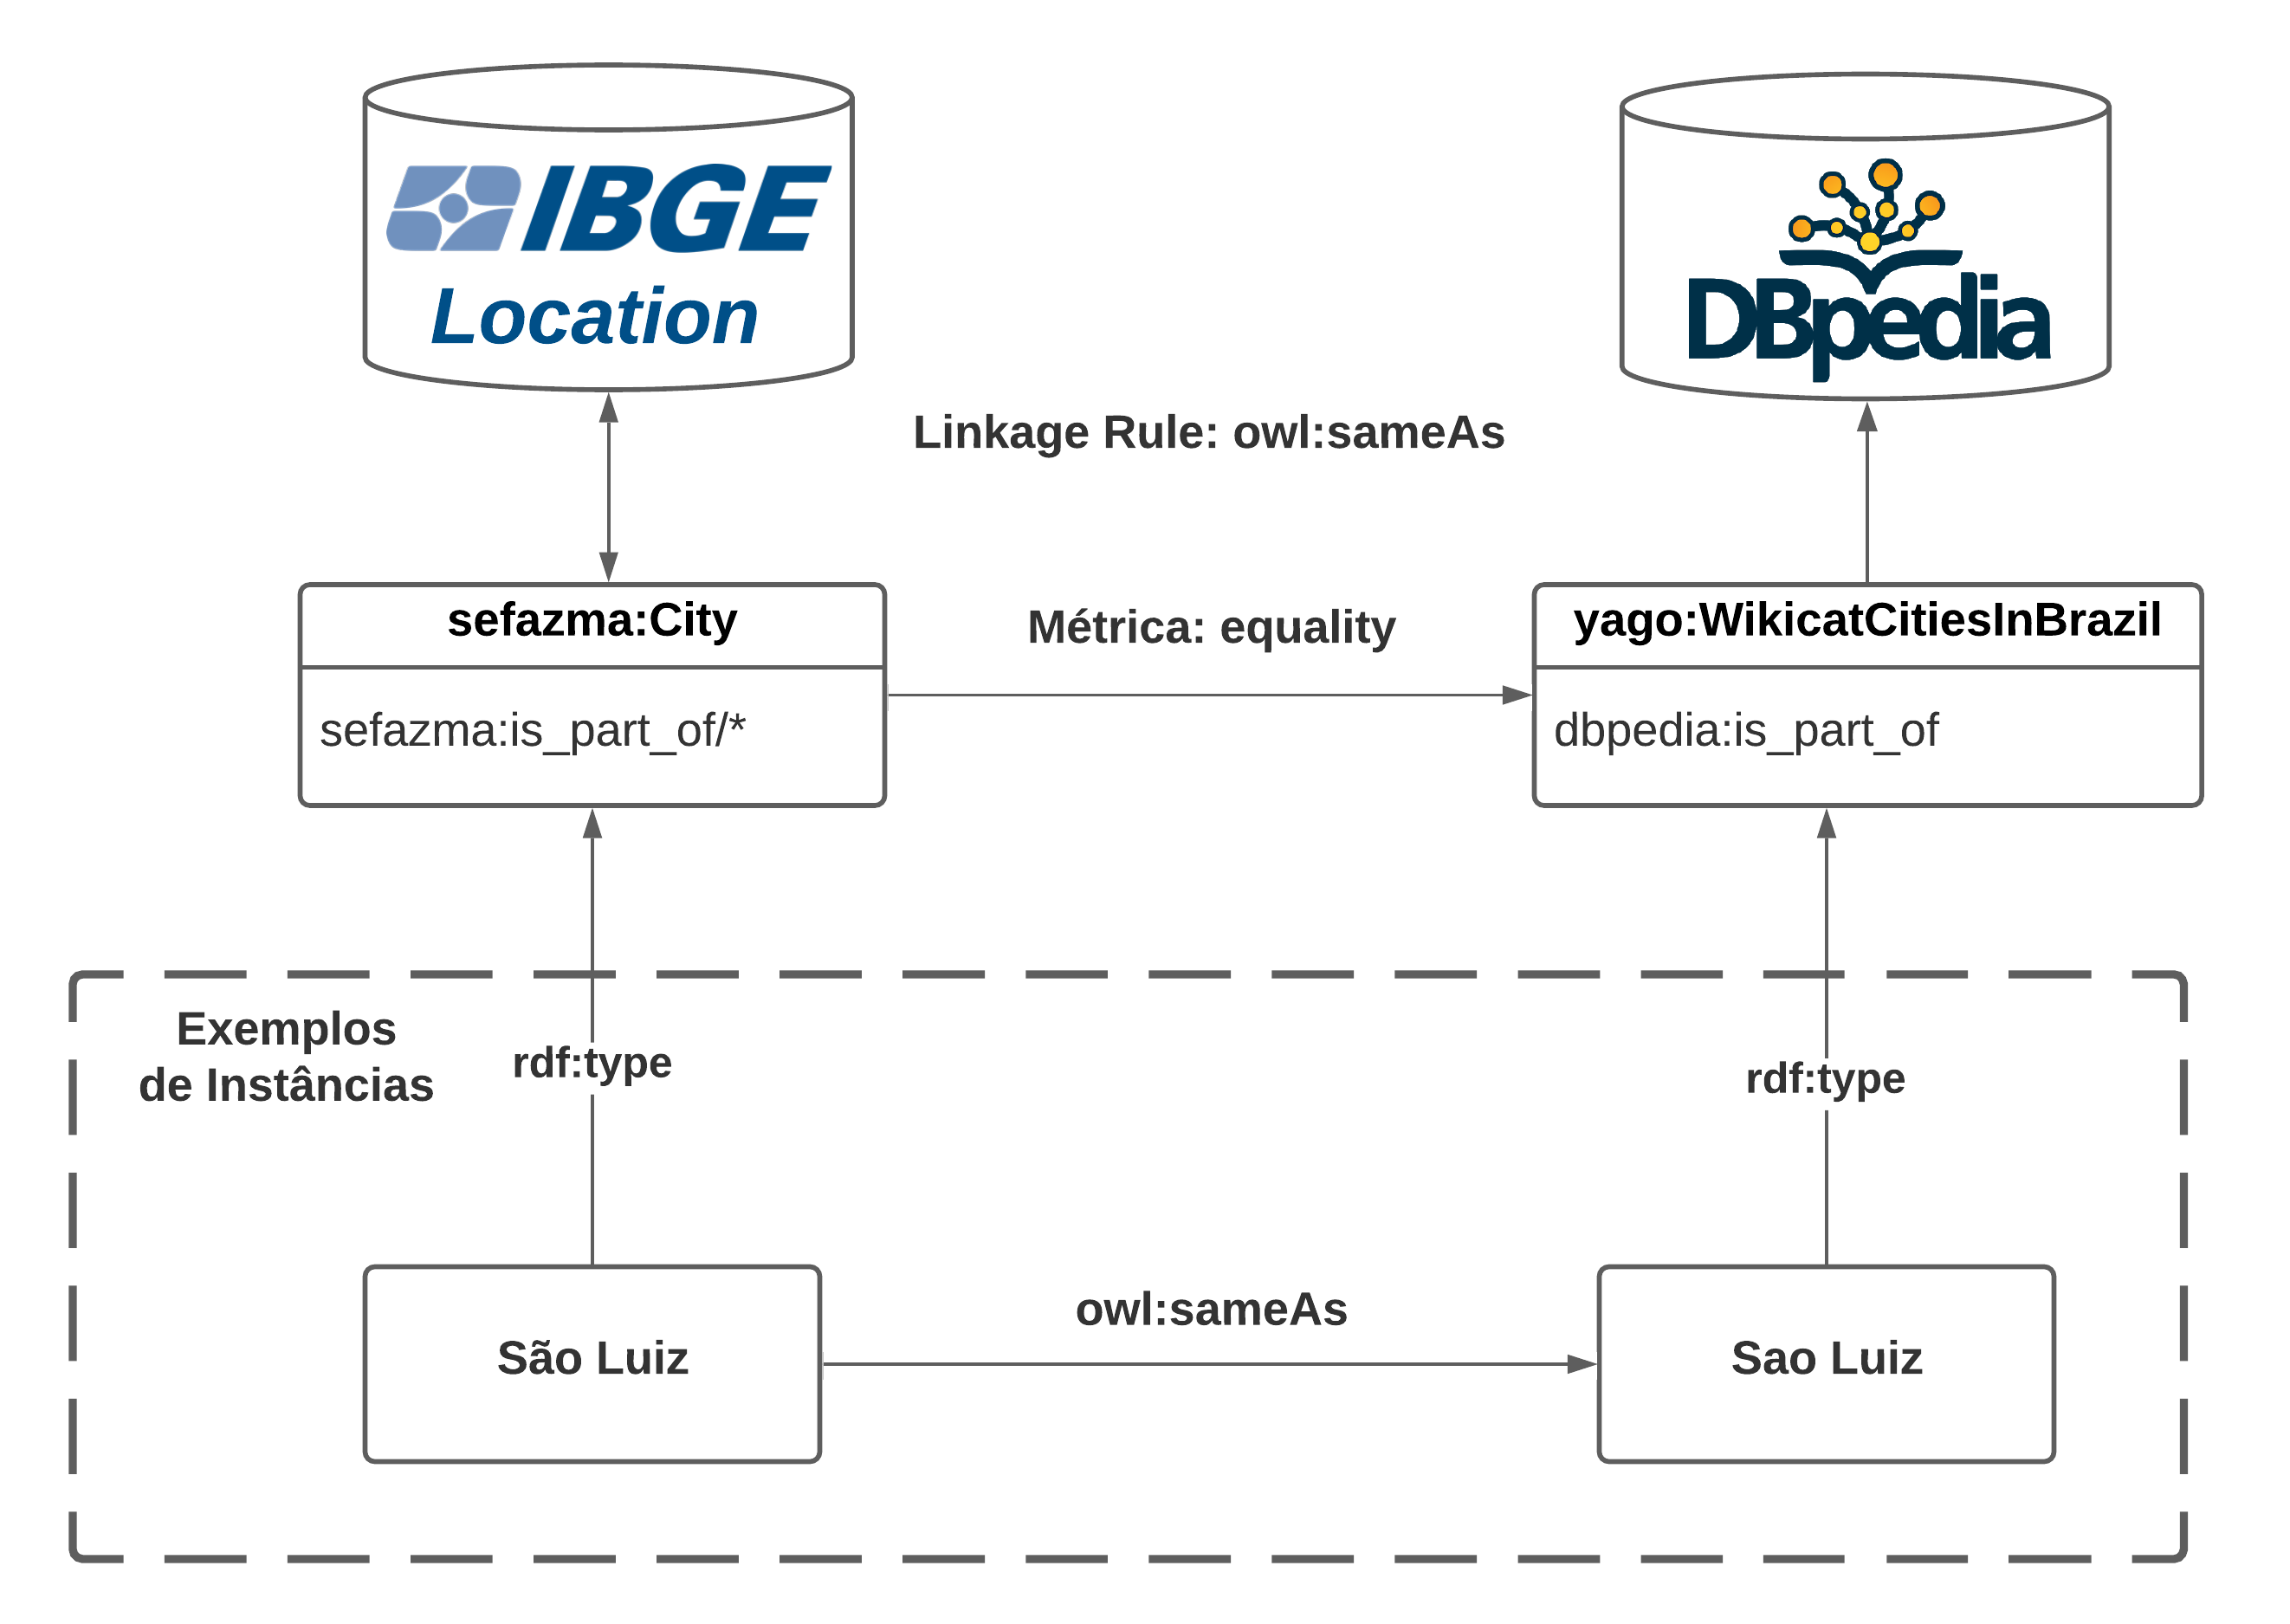 IBGE
Location
DBpedia
Linkage Rule: owl:sameAs
sefazma:City
sefazma:is_part_of/*
Métrica: equality
yago:WikicatCitiesInBrazil
dbpedia:is_part_of
Exemplos
de Instâncias
rdf:type
rdf:type
São Luiz
owl:sameAs
Sao Luiz